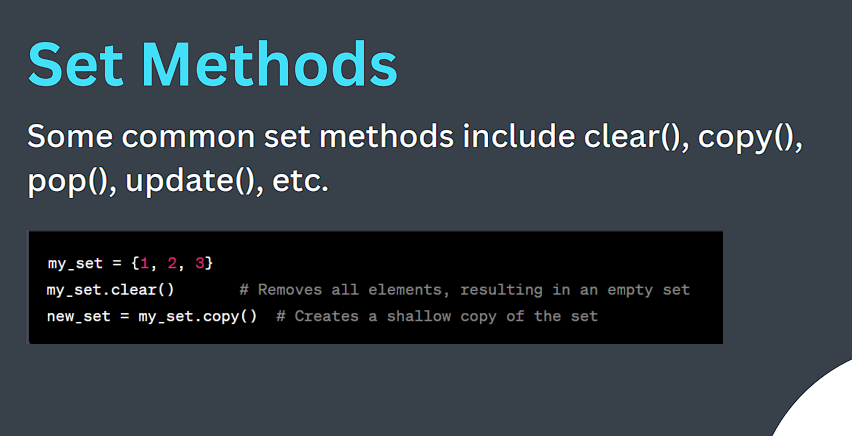 Set Methods
Some common set methods include clear(), copy(),
pop(), update(), etc.
my_set = {1, 2, 3}
my_set.clear()       # Removes all elements, resulting in an empty set
new_set = my_set.copy()  # Creates a shallow copy of the set